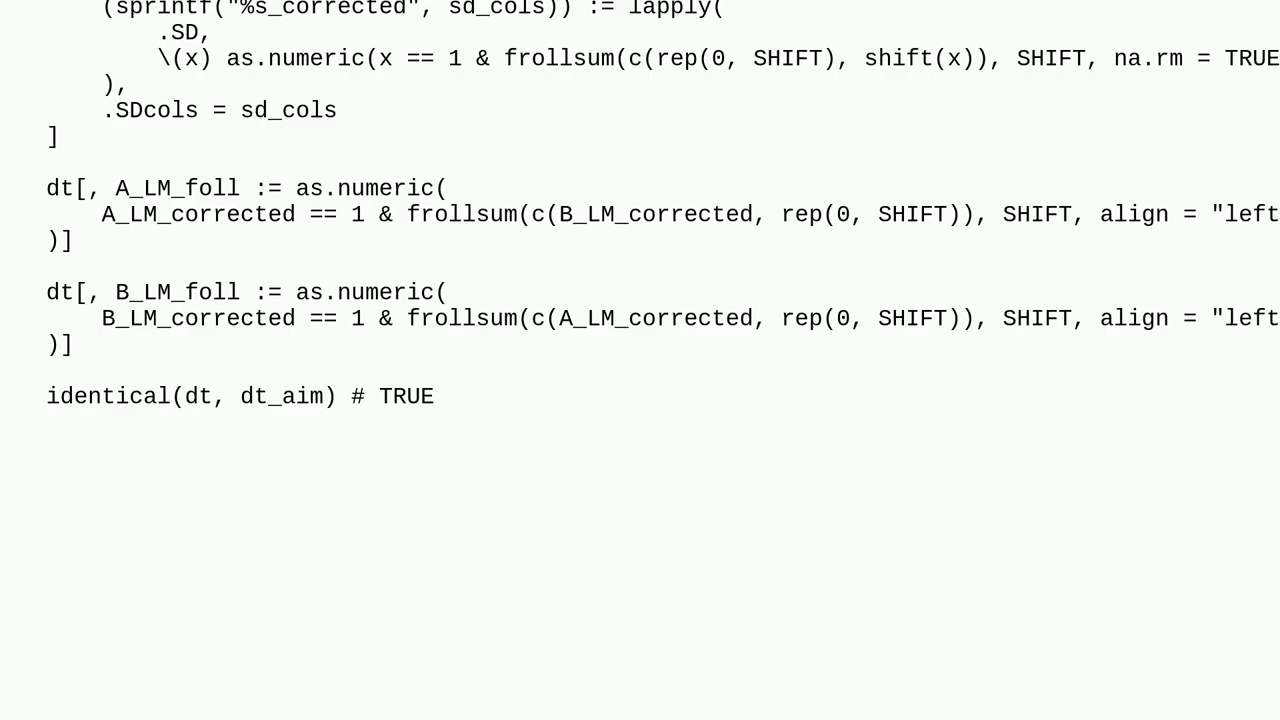 (sprintf("%s_corrected", sd_cols)) := lapply(
.SD,
\(x) as.numeric(x == 1 & frollsum(c(rep(0, SHIFT), shift(x)), SHIFT, na.rm = TRUE
),
.SDcols = sd_cols
]
dt[, A_LM_foll := as.numeric(
A_LM_corrected == 1 & frollsum(c(B_LM_corrected, rep(0, SHIFT)), SHIFT, align = "left
)]
dt[, B_LM_foll := as.numeric(
B_LM_corrected == 1 & frollsum(c(A_LM_corrected, rep(0, SHIFT)), SHIFT, align = "left
)]
identical(dt, dt_aim) # TRUE